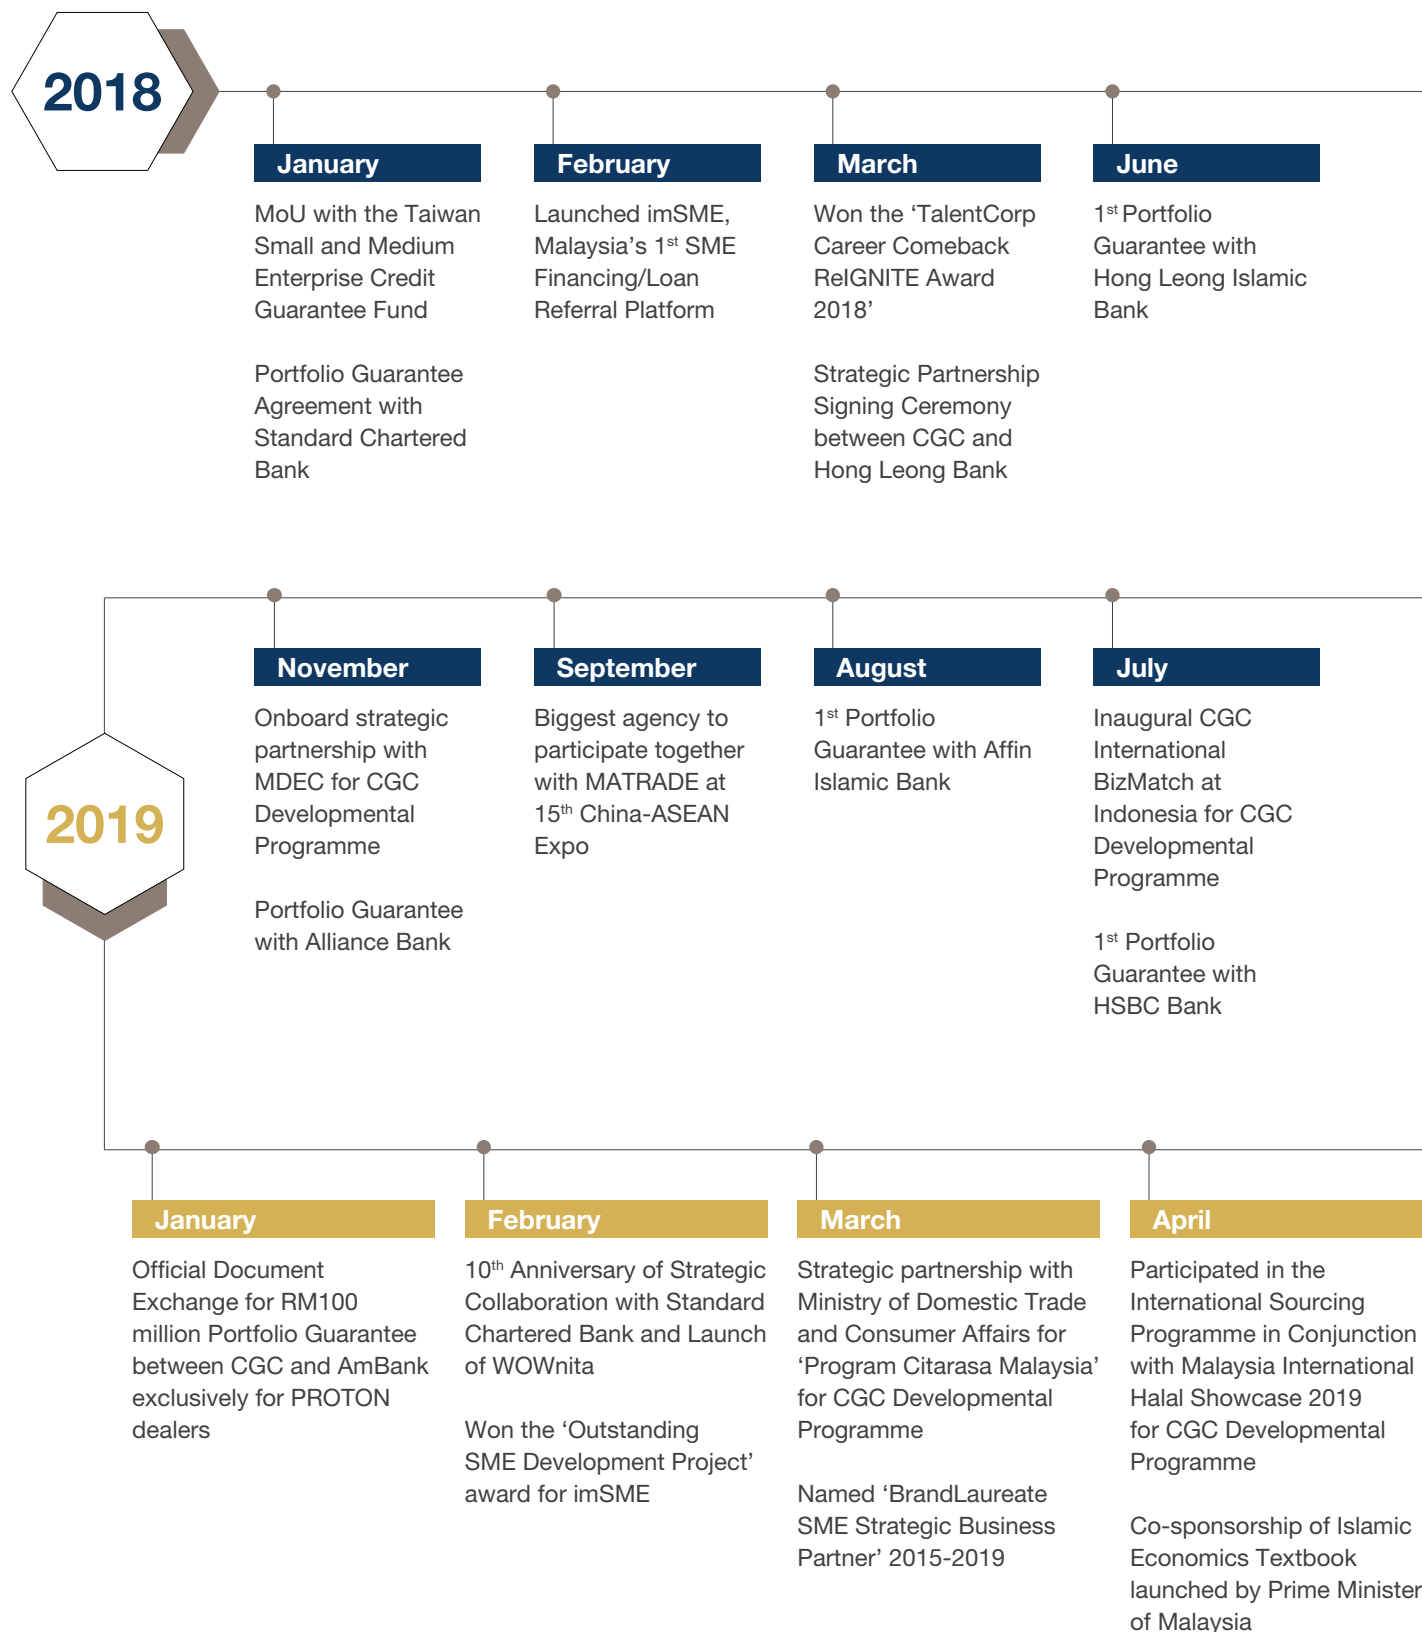 2018
January
MoU with the Taiwan
Small and Medium
Enterprise Credit
Guarantee Fund
Portfolio Guarantee
Agreement with
Standard Chartered
Bank
February
Launched imSME,
Malaysia’s 1st SME
Financing/Loan
Referral Platform
March
Won the ‘TalentCorp
Career Comeback
ReIGNITE Award
2018’
Strategic Partnership
Signing Ceremony
between CGC and
Hong Leong Bank
June
1st Portfolio
Guarantee with
Hong Leong Islamic
Bank
November
Onboard strategic
partnership with
MDEC for CGC
Developmental
Programme
Portfolio Guarantee
with Alliance Bank
September
Biggest agency to
participate together
with MATRADE at
15th China-ASEAN
Expo
August
1st Portfolio
Guarantee with Affin
Islamic Bank
July
Inaugural CGC
International
BizMatch at
Indonesia for CGC
Developmental
Programme
1st Portfolio
Guarantee with
HSBC Bank
2019
January
Official Document
Exchange for RM100
million Portfolio Guarantee
between CGC and AmBank
exclusively for PROTON
dealers
February
10th Anniversary of Strategic
Collaboration with Standard
Chartered Bank and Launch
of WOWnita
Won the ‘Outstanding
SME Development Project’
award for imSME
March
Strategic partnership with
Ministry of Domestic Trade
and Consumer Affairs for
‘Program Citarasa Malaysia’
for CGC Developmental
Programme
Named ‘BrandLaureate
SME Strategic Business
Partner’ 2015-2019
April
Participated in the
International Sourcing
Programme in Conjunction
with Malaysia International
Halal Showcase 2019
for CGC Developmental
Programme
Co-sponsorship of Islamic
Economics Textbook
launched by Prime Minister
of Malaysia